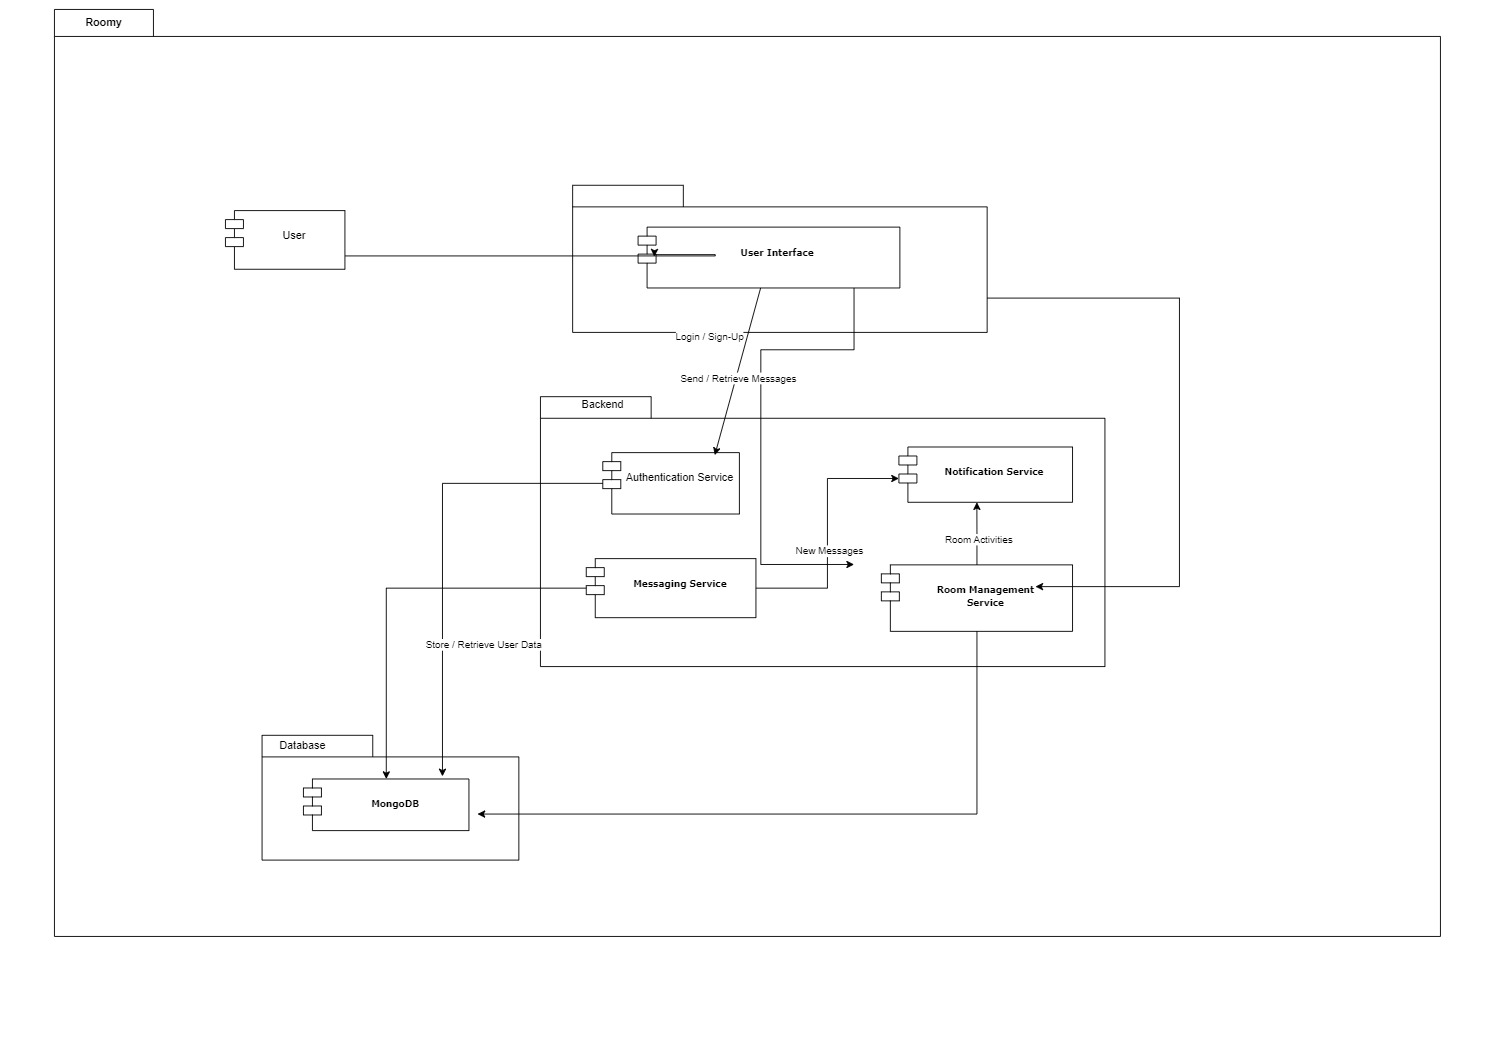 Roomy
User
User Interface
Login / Sign-Up
Send / Retrieve Messages
Backend
Notification Service
Authentication Service
Room Activities
New Messages
Messaging Service
Room Management
Service
Store / Retrieve User Data
Database
MongoDB